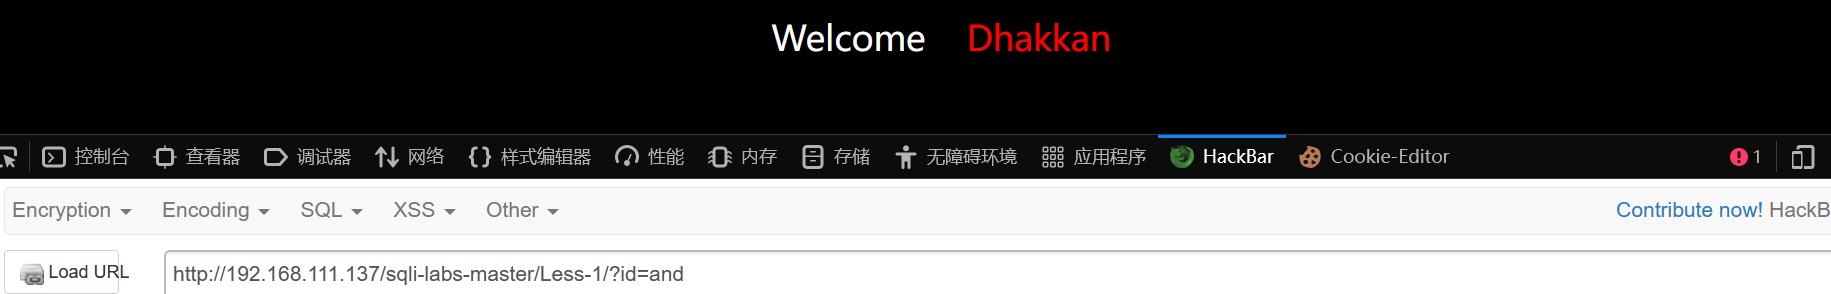 Welcome Dhakkan
控制台 查看器 调试器 网络 样式编辑器 性能 内存 存储 无障碍环境 应用程序 HackBar Cookie-Editor 1
Encryption Encoding SQL XSS Other Contribute now! HackB
Load URL http://192.168.111.137/sqli-labs-master/Less-1/?id=and